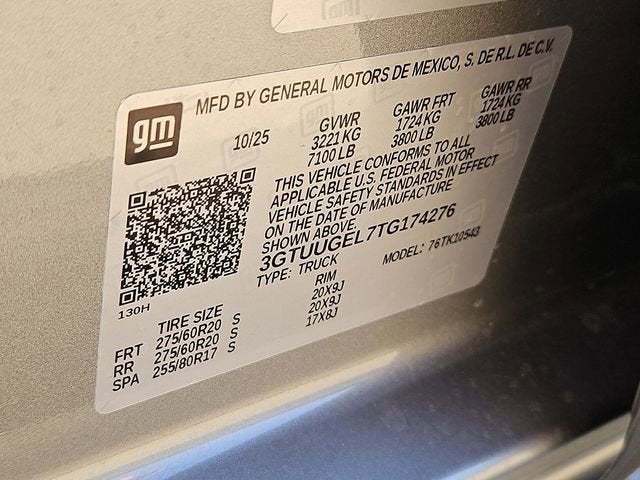 gm
MFD BY GENERAL MOTORS DE MEXICO, S. DE R.L. DE C.V.
10/25 GVWR GAWR FRT GAWR RR
3221 KG 1724 KG 1724 KG
7100 LB 3800 LB 3800 LB
THIS VEHICLE CONFORMS TO ALL
APPLICABLE U.S. FEDERAL MOTOR
VEHICLE SAFETY STANDARDS IN EFFECT
ON THE DATE OF MANUFACTURE
SHOWN ABOVE.
3GTUUGEL7TG174276
TYPE: TRUCK MODEL: 76TK10543
130H
TIRE SIZE RIM
FRT 275/60R20 S 20X9J
RR 275/60R20 S 20X9J
SPA 255/80R17 S 17X8J